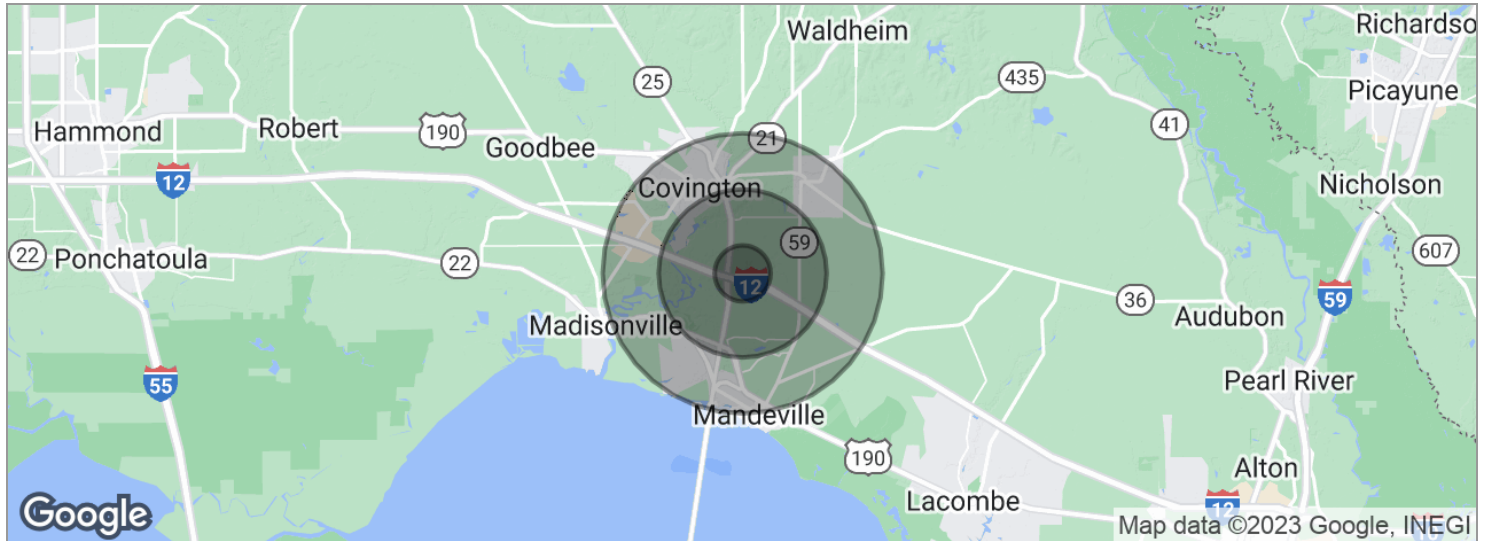 Waldheim
Richardso
25
435
Picayune
Hammond
Robert
190
41
21
Goodbee
12
Covington
Nicholson
59
22
Ponchatoula
22
607
12
36
59
Audubon
Madisonville
55
Pearl River
Mandeville
190
Alton
Lacombe
12
Google
Map data ©2023 Google, INEGI